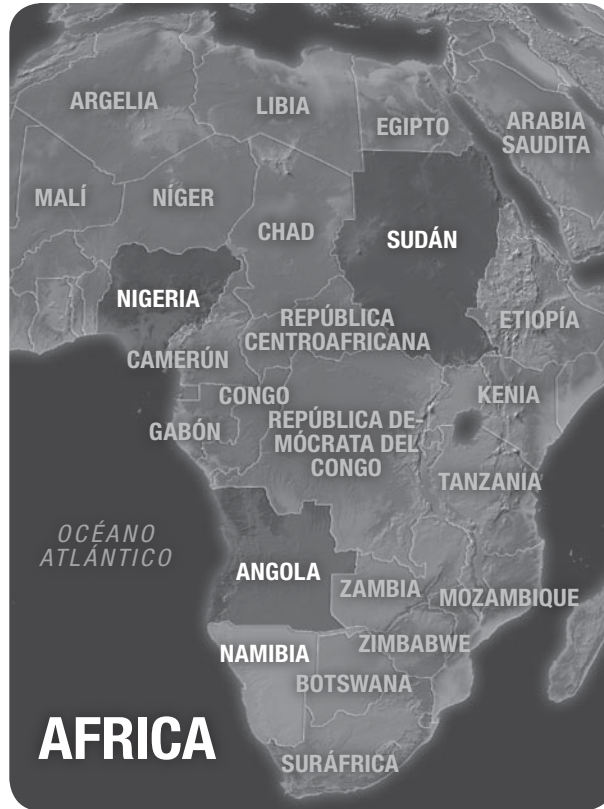 ARGELIA
LIBIA
EGIPTO
ARABIA
SAUDITA
MALÍ
NÍGER
CHAD
SUDÁN
NIGERIA
REPÚBLICA
CENTROAFRICANA
ETIOPÍA
CAMERÚN
CONGO
KENIA
GABÓN
REPÚBLICA DE-
MÓCRATA DEL
CONGO
TANZANIA
OCÉANO
ATLÁNTICO
ANGOLA
ZAMBIA
MOZAMBIQUE
NAMIBIA
ZIMBABWE
BOTSWANA
AFRICA
SURÁFRICA